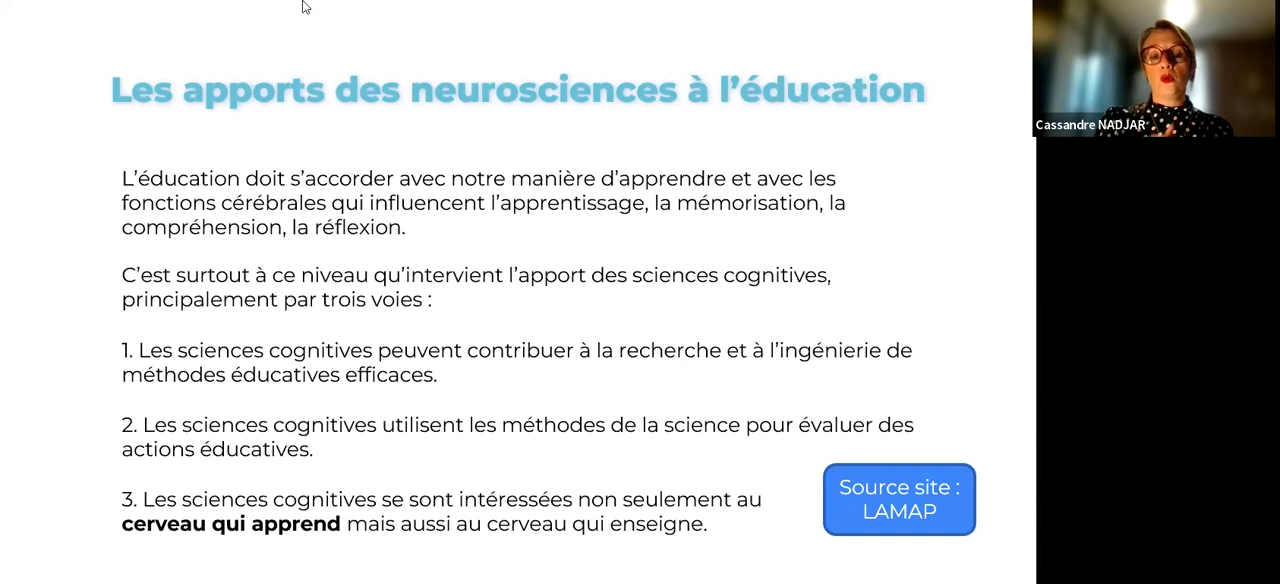 Les apports des neurosciences à l’éducation
L’éducation doit s’accorder avec notre manière d’apprendre et avec les
fonctions cérébrales qui influencent l’apprentissage, la mémorisation, la
compréhension, la réflexion.
C’est surtout à ce niveau qu’intervient l’apport des sciences cognitives,
principalement par trois voies :
1. Les sciences cognitives peuvent contribuer à la recherche et à l’ingénierie de
méthodes éducatives efficaces.
2. Les sciences cognitives utilisent les méthodes de la science pour évaluer des
actions éducatives.
3. Les sciences cognitives se sont intéressées non seulement au
cerveau qui apprend mais aussi au cerveau qui enseigne.
Source site :
LAMAP
Cassandre NADJAR